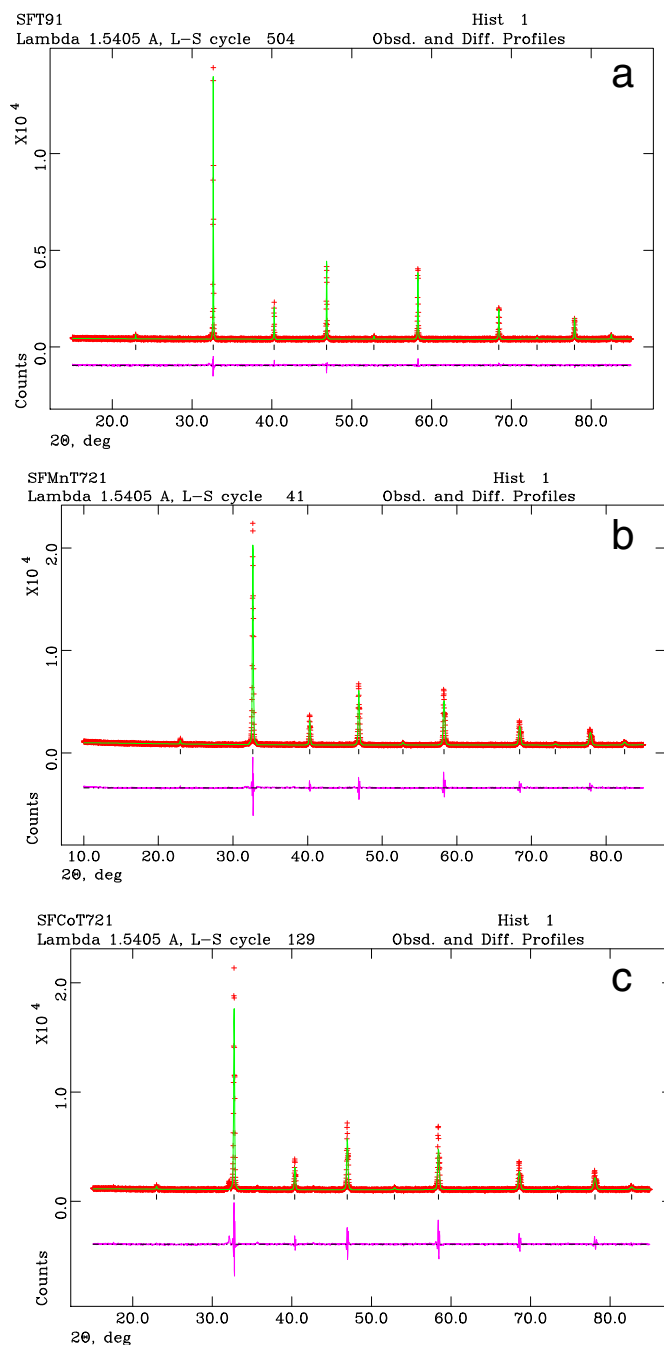 SFT91 Hist 1
Lambda 1.5405 A, L-S cycle 504 Obsd. and Diff. Profiles
a
X10 4
1.0
0.5
0.0
Counts
20.0 30.0 40.0 50.0 60.0 70.0 80.0
2Θ, deg
SFMnT721 Hist 1
Lambda 1.5405 A, L-S cycle 41 Obsd. and Diff. Profiles
b
X10 4
2.0
1.0
0.0
Counts
10.0 20.0 30.0 40.0 50.0 60.0 70.0 80.0
2Θ, deg
SFCoT721 Hist 1
Lambda 1.5405 A, L-S cycle 129 Obsd. and Diff. Profiles
c
X10 4
2.0
1.0
0.0
Counts
20.0 30.0 40.0 50.0 60.0 70.0 80.0
2Θ, deg